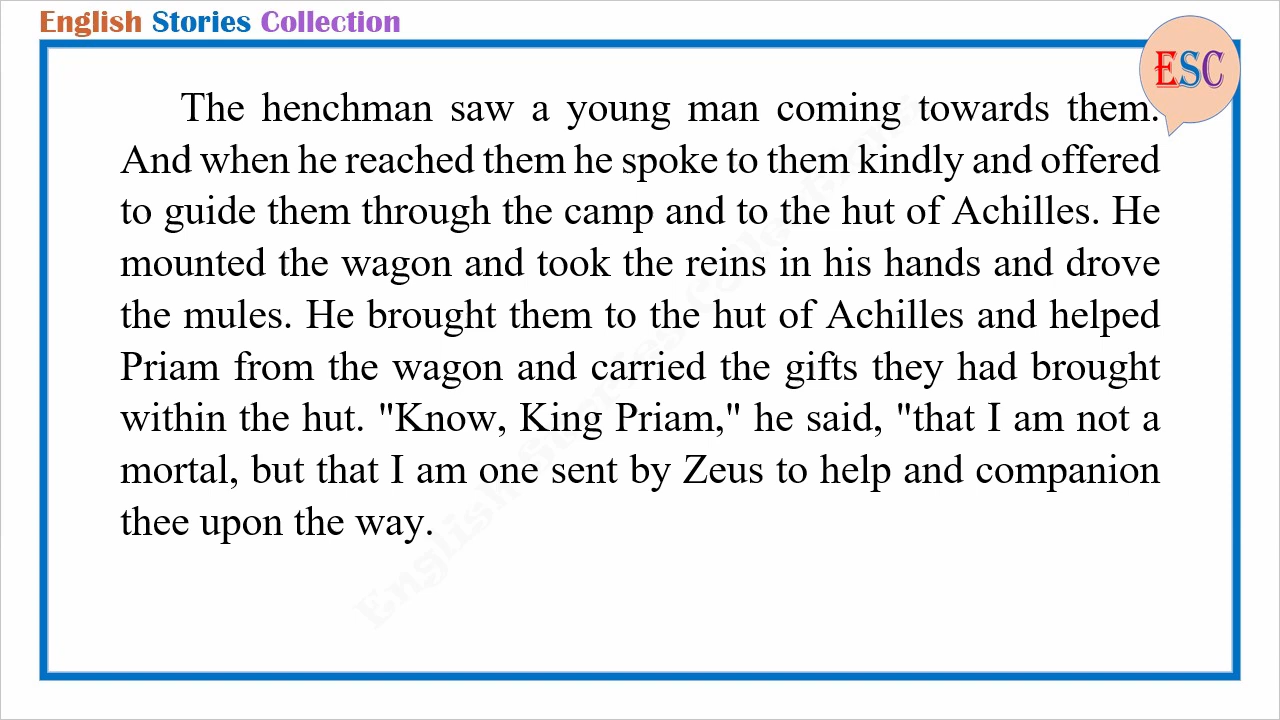 English Stories Collection
ESC
The henchman saw a young man coming towards them.
And when he reached them he spoke to them kindly and offered
to guide them through the camp and to the hut of Achilles. He
mounted the wagon and took the reins in his hands and drove
the mules. He brought them to the hut of Achilles and helped
Priam from the wagon and carried the gifts they had brought
within the hut. "Know, King Priam," he said, "that I am not a
mortal, but that I am one sent by Zeus to help and companion
thee upon the way.
English Stories Collection